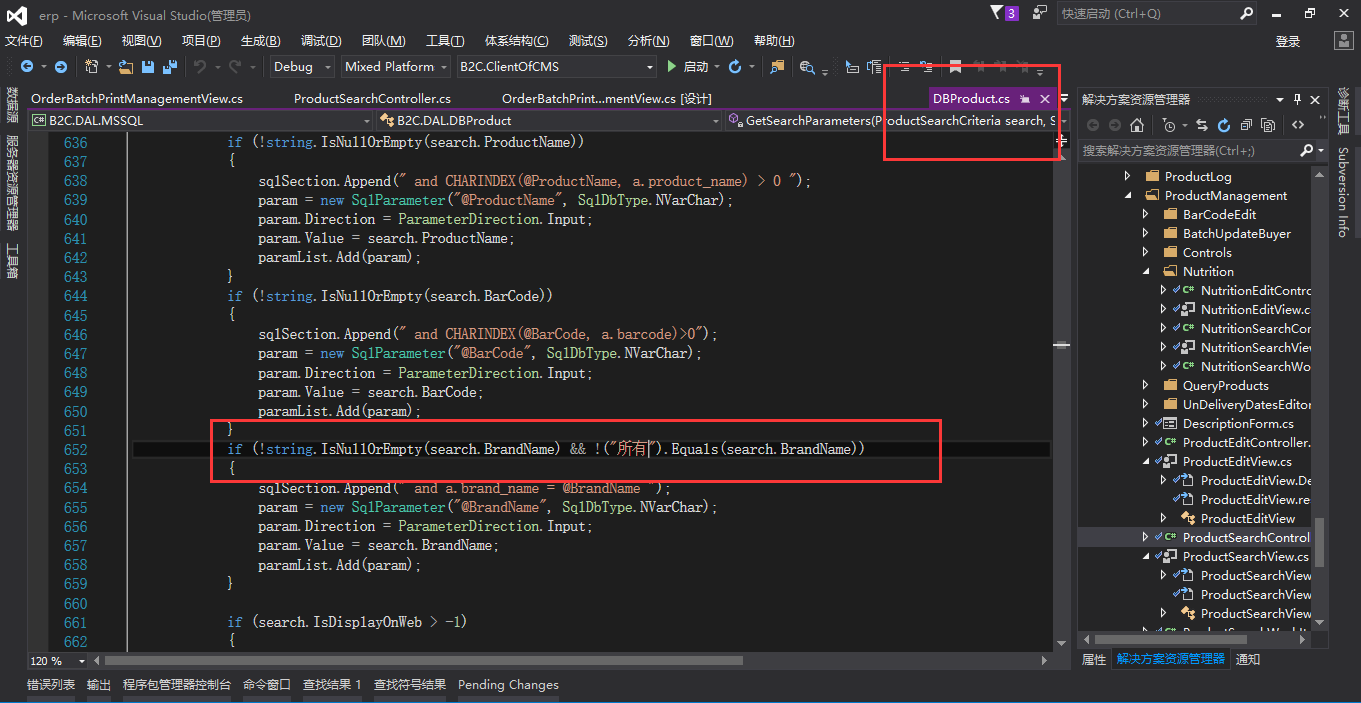 erp - Microsoft Visual Studio(管理员)
3
快速启动 (Ctrl+Q)
文件(F) 编辑(E) 视图(V) 项目(P) 生成(B) 调试(D) 团队(M) 工具(T) 体系结构(C) 测试(S) 分析(N) 窗口(W) 帮助(H)
登录
Debug Mixed Platform B2C.ClientOfCMS 启动
数据源
服务器资源管理器
工具箱
OrderBatchPrintManagementView.cs ProductSearchController.cs OrderBatchPrint...mentView.cs [设计] DBProduct.cs
B2C.DAL.MSSQL B2C.DAL.DBProduct GetSearchParameters(ProductSearchCriteria search, S
636 if (!string.IsNullOrEmpty(search.ProductName))
637 {
638 sqlSection.Append(" and CHARINDEX(@ProductName, a.product_name) > 0 ");
639 param = new SqlParameter("@ProductName", SqlDbType.NVarChar);
640 param.Direction = ParameterDirection.Input;
641 param.Value = search.ProductName;
642 paramList.Add(param);
643 }
644 if (!string.IsNullOrEmpty(search.BarCode))
645 {
646 sqlSection.Append(" and CHARINDEX(@BarCode, a.barcode)>0");
647 param = new SqlParameter("@BarCode", SqlDbType.NVarChar);
648 param.Direction = ParameterDirection.Input;
649 param.Value = search.BarCode;
650 paramList.Add(param);
651 }
652 if (!string.IsNullOrEmpty(search.BrandName) && !("所有").Equals(search.BrandName))
653 {
654 sqlSection.Append(" and a.brand_name = @BrandName ");
655 param = new SqlParameter("@BrandName", SqlDbType.NVarChar);
656 param.Direction = ParameterDirection.Input;
657 param.Value = search.BrandName;
658 paramList.Add(param);
659 }
660
661 if (search.IsDisplayOnWeb > -1)
662 {
120 %
解决方案资源管理器
搜索解决方案资源管理器(Ctrl+;)
ProductLog
ProductManagement
BarCodeEdit
BatchUpdateBuyer
Controls
Nutrition
C# NutritionEditContro
NutritionEditView.c
C# NutritionSearchCor
NutritionSearchViev
C# NutritionSearchWo
QueryProducts
UnDeliveryDatesEditor
DescriptionForm.cs
C# ProductEditController.
ProductEditView.cs
ProductEditView.De
ProductEditView.re
ProductEditView
C# ProductSearchControl
ProductSearchView.cs
ProductSearchView
ProductSearchView
ProductSearchView
属性 解决方案资源管理器 通知
诊断工具
Subversion Info
错误列表 输出 程序包管理器控制台 命令窗口 查找结果 1 查找符号结果 Pending Changes